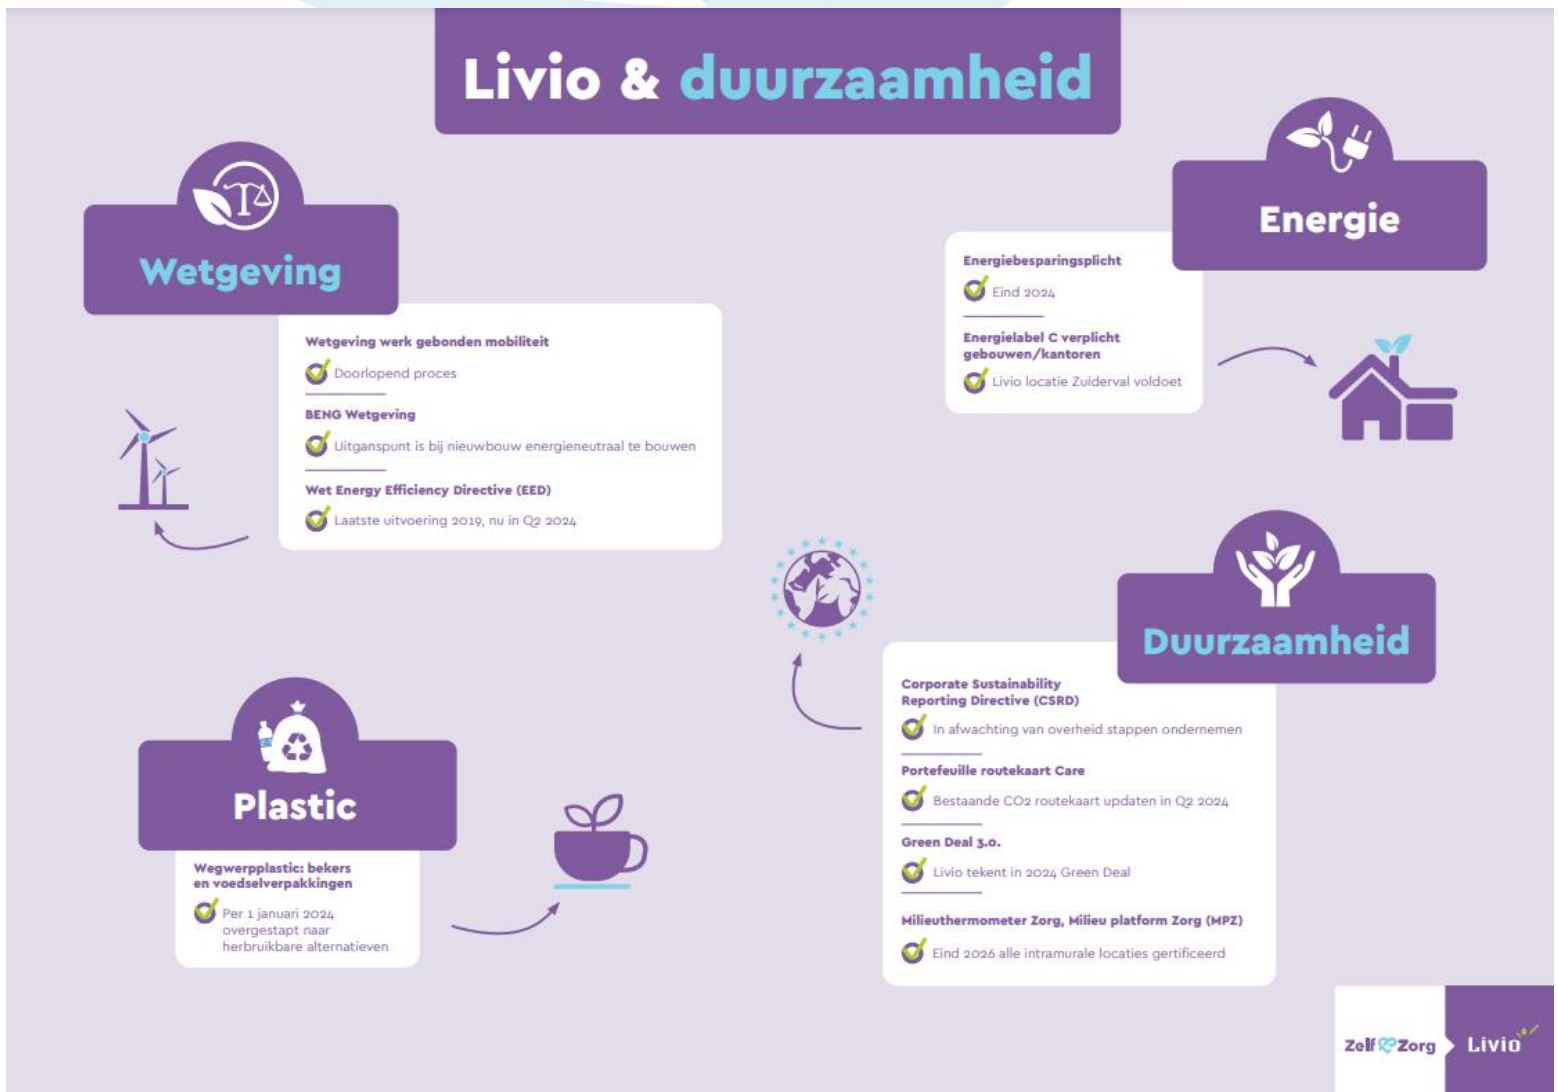 Livio & duurzaamheid
Wetgeving
Wetgeving werk gebonden mobiliteit
Doorlopend proces
BENG Wetgeving
Uitganspunt is bij nieuwbouw energieneutraal te bouwen
Wet Energy Efficiency Directive (EED)
Laatste uitvoering 2019, nu in Q2 2024
Energie
Energiebesparingsplicht
Eind 2024
Energielabel C verplicht
gebouwen/kantoren
Livio locatie Zuiderval voldoet
Duurzaamheid
Corporate Sustainability
Reporting Directive (CSRD)
In afwachting van overheid stappen ondernemen
Portefeuille routekaart Care
Bestaande CO2 routekaart updaten in Q2 2024
Green Deal 3.0.
Livio tekent in 2024 Green Deal
Milieuthermometer Zorg, Milieu platform Zorg (MPZ)
Eind 2026 alle intramurale locaties gertificeerd
Plastic
Wegwerpplastic: bekers
en voedselverpakkingen
Per 1 januari 2024
overgestapt naar
herbruikbare alternatieven
Zelf Zorg
Livio